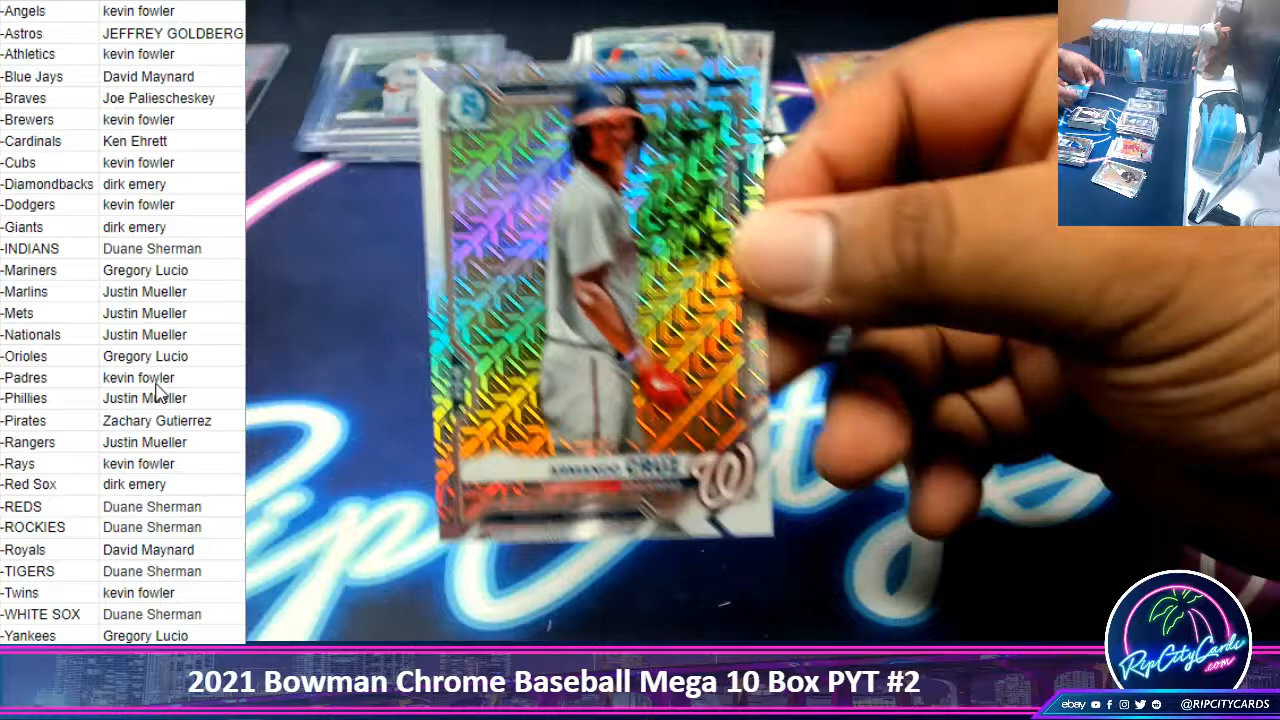 -Angels kevin fowler
-Astros JEFFREY GOLDBERG
-Athletics kevin fowler
-Blue Jays David Maynard
-Braves Joe Paliescheskey
-Brewers kevin fowler
-Cardinals Ken Ehrett
-Cubs kevin fowler
-Diamondbacks dirk emery
-Dodgers kevin fowler
-Giants dirk emery
-INDIANS Duane Sherman
-Mariners Gregory Lucio
-Marlins Justin Mueller
-Mets Justin Mueller
-Nationals Justin Mueller
-Orioles Gregory Lucio
-Padres kevin fowler
-Phillies Justin Mueller
-Pirates Zachary Gutierrez
-Rangers Justin Mueller
-Rays kevin fowler
-Red Sox dirk emery
-REDS Duane Sherman
-ROCKIES Duane Sherman
-Royals David Maynard
-TIGERS Duane Sherman
-Twins kevin fowler
-WHITE SOX Duane Sherman
-Yankees Gregory Lucio
ARMANDO CRUZ
W
RipCityCards
.com
2021 Bowman Chrome Baseball Mega 10 Box PYT #2
ebay @RIPCITYCARDS